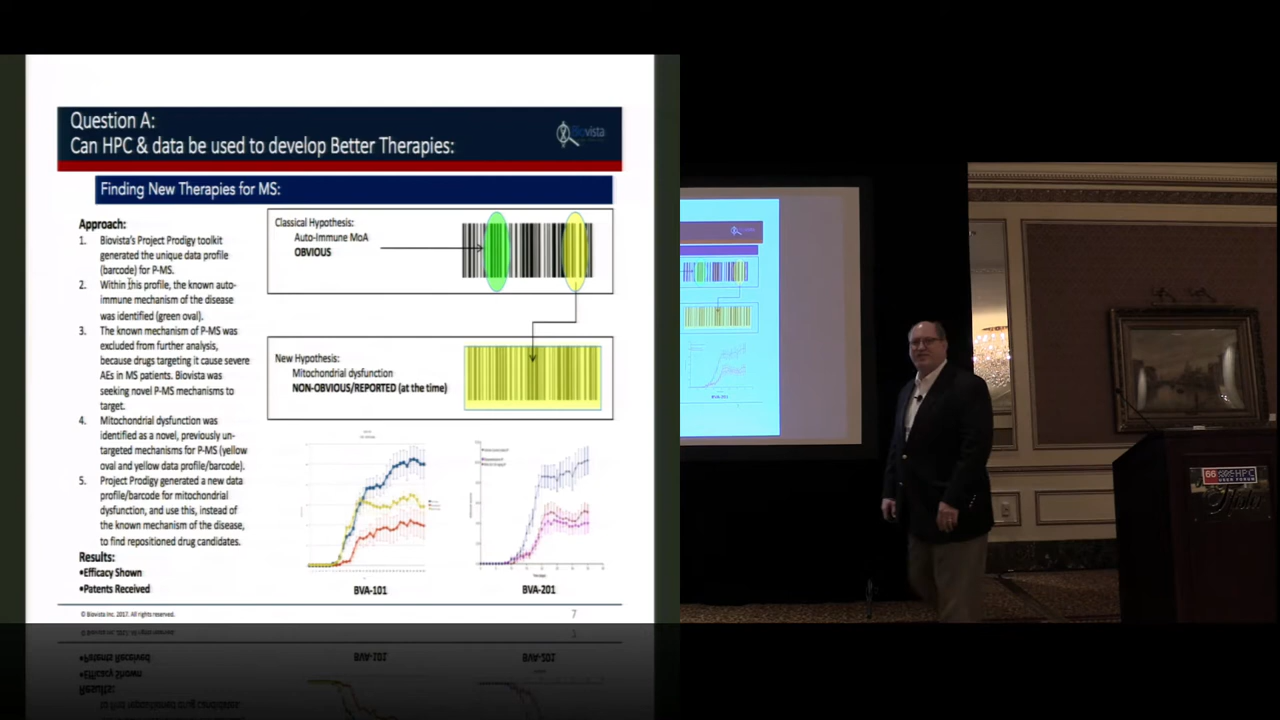 Question A:
Biovista
Can HPC & data be used to develop Better Therapies:
Finding New Therapies for MS:
Approach:
1. Biovista's Project Prodigy toolkit
generated the unique data profile
(barcode) for P-MS.
2. Within this profile, the known auto-
immune mechanism of the disease
was identified (green oval).
3. The known mechanism of P-MS was
excluded from further analysis,
because drugs targeting it cause severe
AEs in MS patients. Biovista was
seeking novel P-MS mechanisms to
target.
4. Mitochondrial dysfunction was
identified as a novel, previously un-
targeted mechanisms for P-MS (yellow
oval and yellow data profile/barcode).
5. Project Prodigy generated a new data
profile/barcode for mitochondrial
dysfunction, and use this, instead of
the known mechanism of the disease,
to find repositioned drug candidates.
Results:
•Efficacy Shown
•Patents Received
Classical Hypothesis:
Auto-Immune MoA
OBVIOUS
New Hypothesis:
Mitochondrial dysfunction
NON-OBVIOUS/REPORTED (at the time)
BVA-101
BVA-201
© Biovista Inc. 2017. All rights reserved.
7
66 HPC
USER FORUM